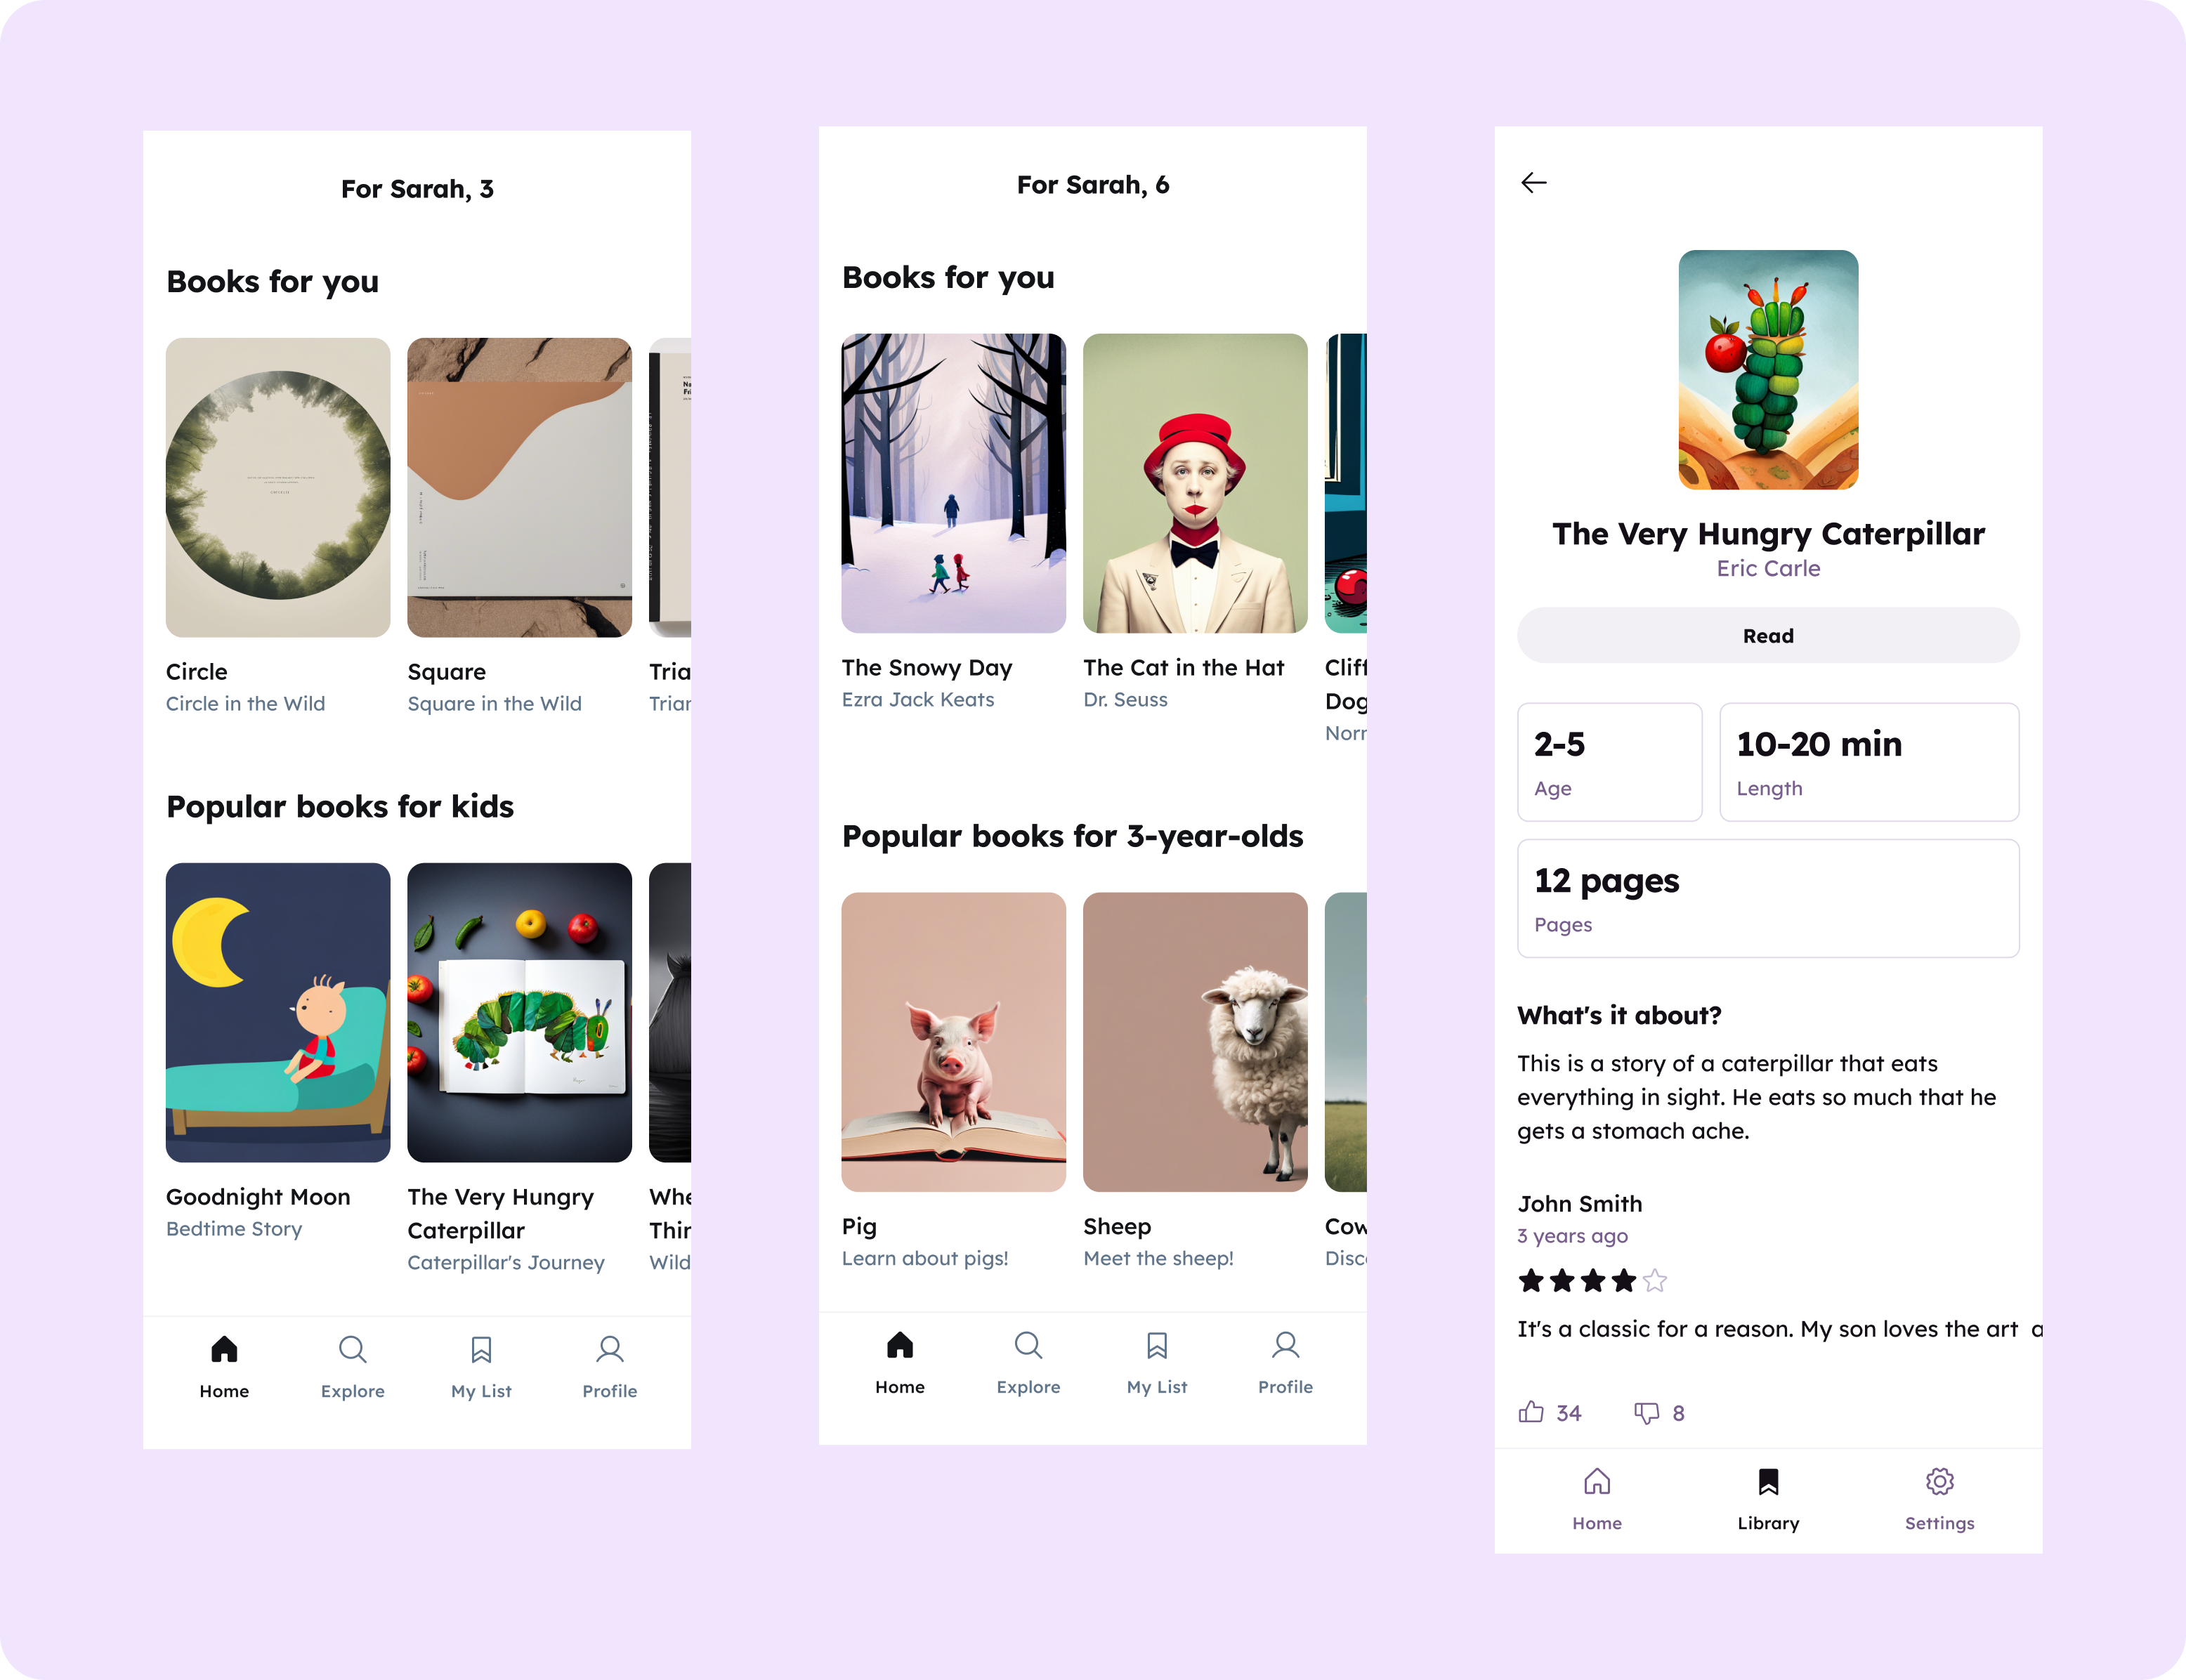 For Sarah, 3
Books for you
Circle
Circle in the Wild
Square
Square in the Wild
Tria
Trian
Popular books for kids
Goodnight Moon
Bedtime Story
The Very Hungry
Caterpillar
Caterpillar's Journey
Whe
Thin
Wild
Home
Explore
My List
Profile
For Sarah, 6
Books for you
The Snowy Day
Ezra Jack Keats
The Cat in the Hat
Dr. Seuss
Cliff
Dog
Norr
Popular books for 3-year-olds
Pig
Learn about pigs!
Sheep
Meet the sheep!
Cow
Disc
Home
Explore
My List
Profile
The Very Hungry Caterpillar
Eric Carle
Read
2-5
Age
10-20 min
Length
12 pages
Pages
What's it about?
This is a story of a caterpillar that eats
everything in sight. He eats so much that he
gets a stomach ache.
John Smith
3 years ago
It's a classic for a reason. My son loves the art a
34
8
Home
Library
Settings